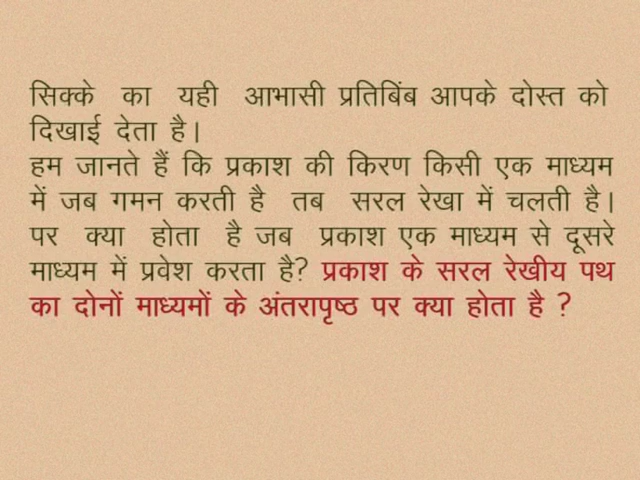 सिक्के का यही आभासी प्रतिबिंब आपके दोस्त को
दिखाई देता है।
हम जानते हैं कि प्रकाश की किरण किसी एक माध्यम
में जब गमन करती है तब सरल रेखा में चलती है।
पर क्या होता है जब प्रकाश एक माध्यम से दूसरे
माध्यम में प्रवेश करता है? प्रकाश के सरल रेखीय पथ
का दोनों माध्यमों के अंतरापृष्ठ पर क्या होता है ?